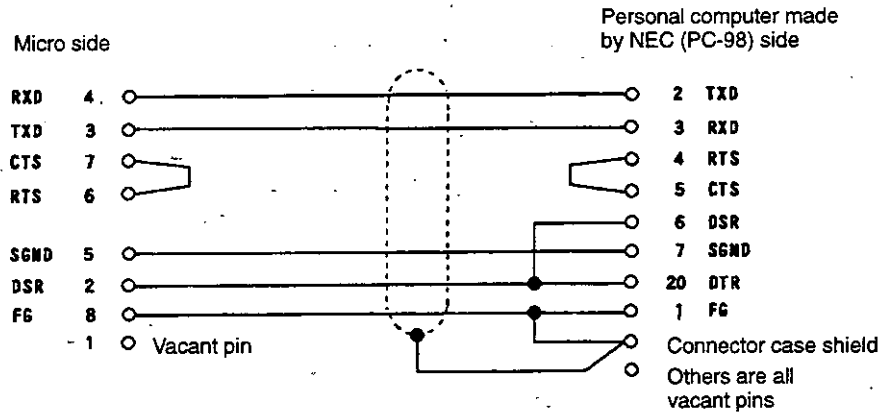 Personal computer made
by NEC (PC-98) side
Micro side
RXD 4. 2 TXD
TXD 3 3 RXD
CTS 7 4 RTS
RTS 6 5 CTS
6 DSR
SGND 5 7 SGND
DSR 2 20 DTR
FG 8 1 FG
- 1 Vacant pin Connector case shield
Others are all
vacant pins